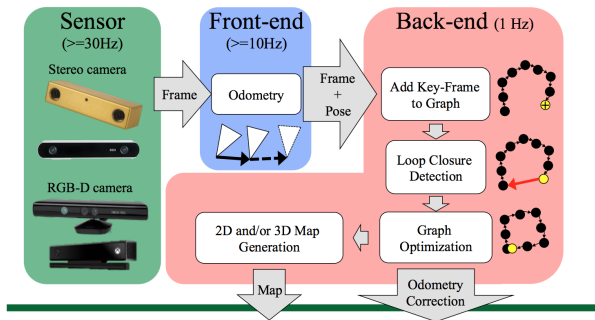 Sensor
(>=30Hz)
Stereo camera
RGB-D camera
Frame
Front-end
(>=10Hz)
Odometry
Frame
+
Pose
Back-end (1 Hz)
Add Key-Frame
to Graph
Loop Closure
Detection
Graph
Optimization
2D and/or 3D Map
Generation
Map
Odometry
Correction